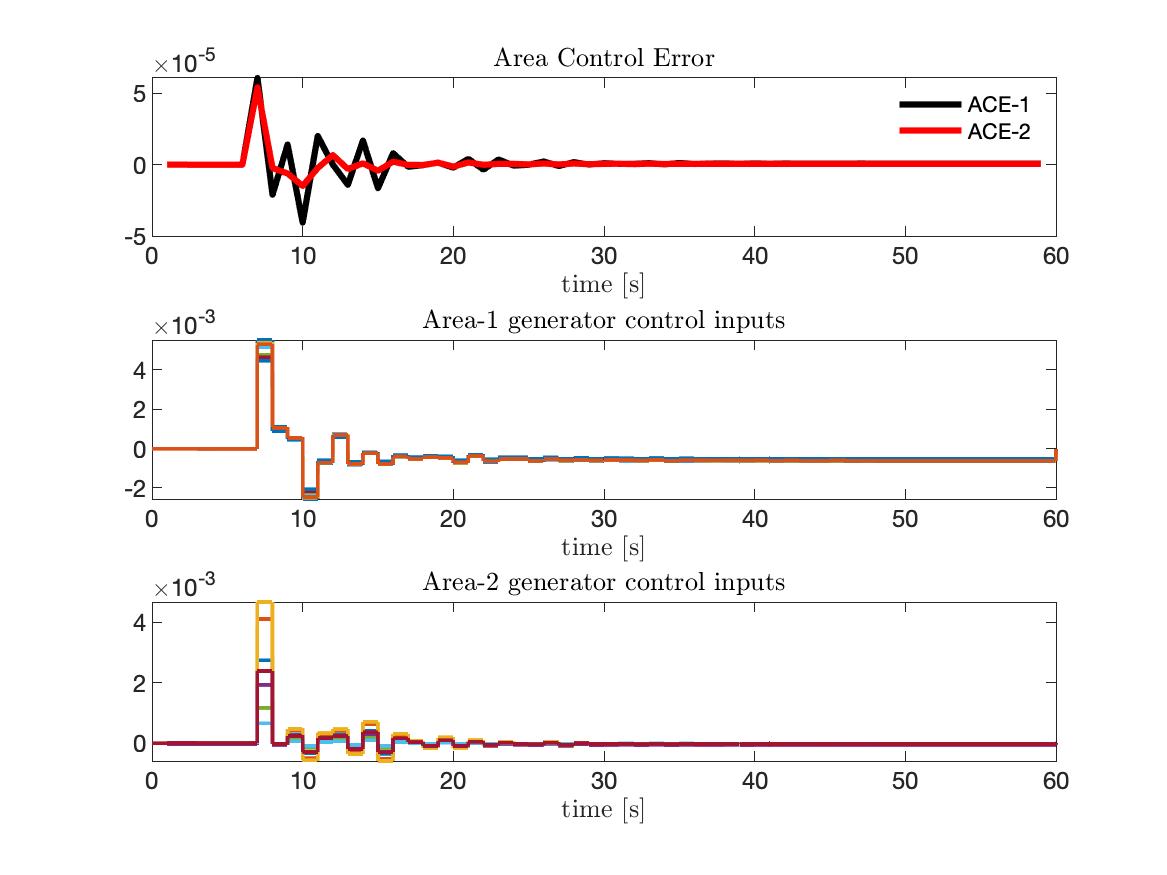 ×10-5
Area Control Error
5
0
-5
ACE-1
ACE-2
0 10 20 30 40 50 60
time [s]
×10-3
Area-1 generator control inputs
4
2
0
-2
0 10 20 30 40 50 60
time [s]
×10-3
Area-2 generator control inputs
4
2
0
0 10 20 30 40 50 60
time [s]